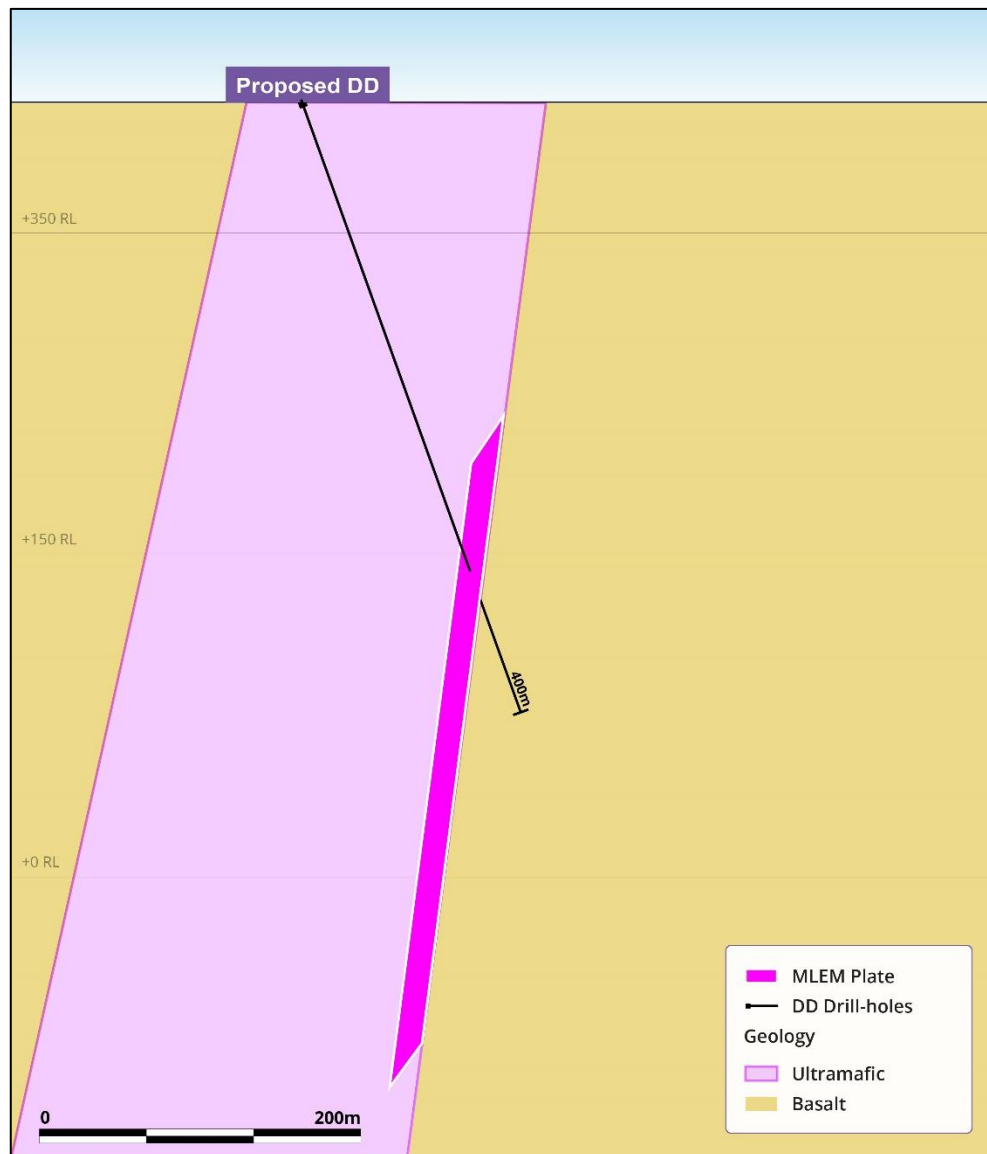 Proposed DD
+350 RL
+150 RL
400m
+0 RL
MLEM Plate
DD Drill-holes
Geology
Ultramafic
Basalt
0 200m